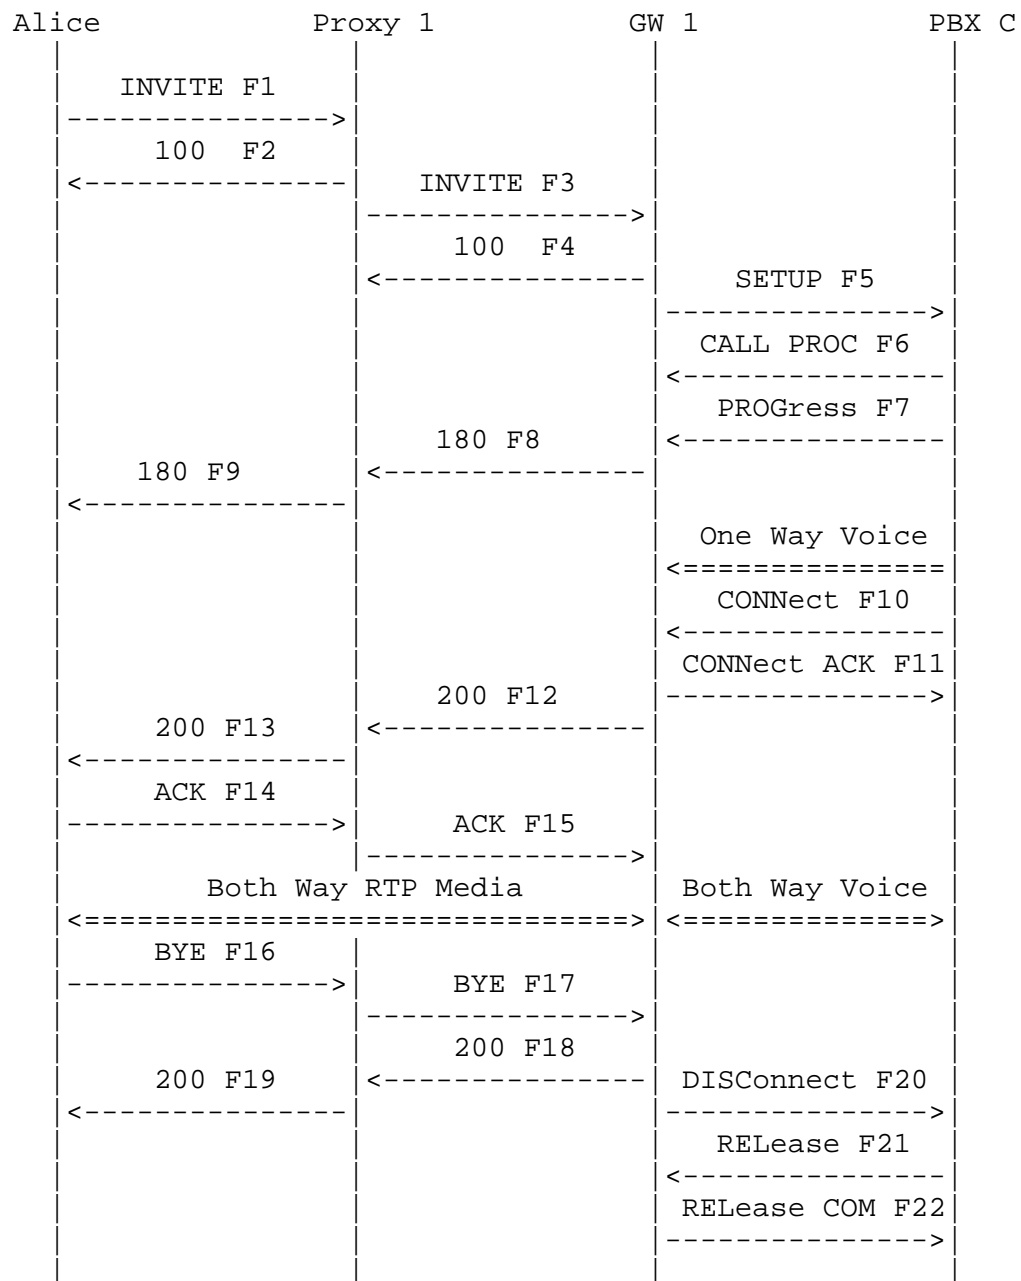 Alice Proxy 1 GW 1 PBX C
INVITE F1
100 F2
INVITE F3
100 F4
SETUP F5
CALL PROC F6
PROGress F7
180 F8
180 F9
One Way Voice
CONNect F10
CONNect ACK F11
200 F12
200 F13
ACK F14
ACK F15
Both Way RTP Media Both Way Voice
BYE F16
BYE F17
200 F18
200 F19 DISConnect F20
RELease F21
RELease COM F22